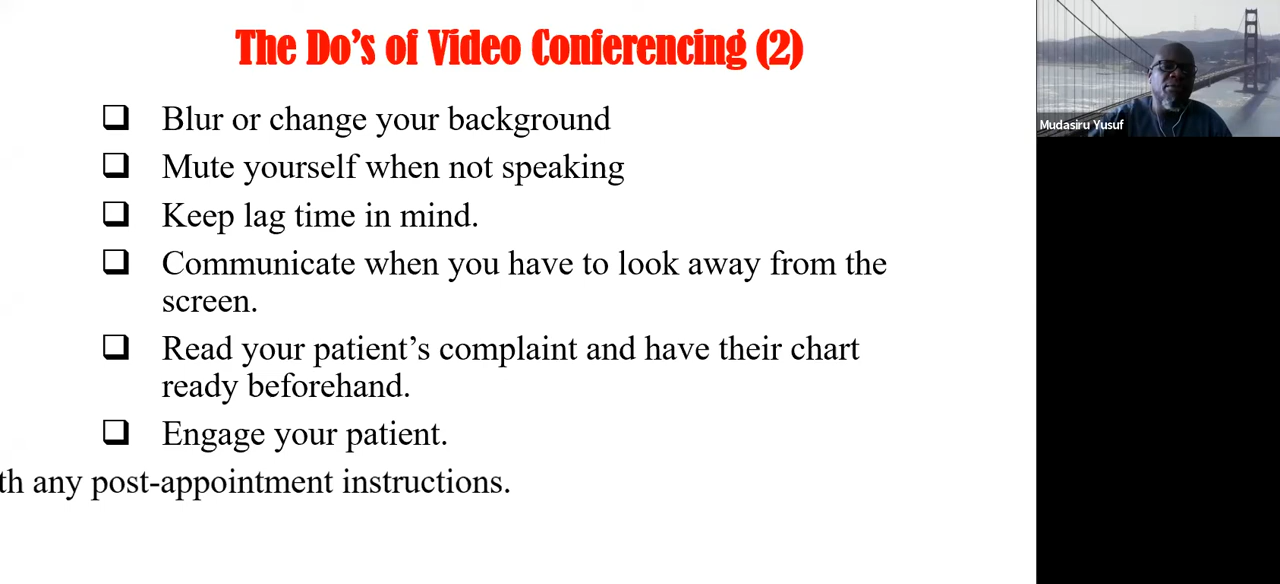 The Do's of Video Conferencing (2)
❑ Blur or change your background
❑ Mute yourself when not speaking
❑ Keep lag time in mind.
❑ Communicate when you have to look away from the
screen.
❑ Read your patient's complaint and have their chart
ready beforehand.
❑ Engage your patient.
th any post-appointment instructions.
Mudasiru Yusuf